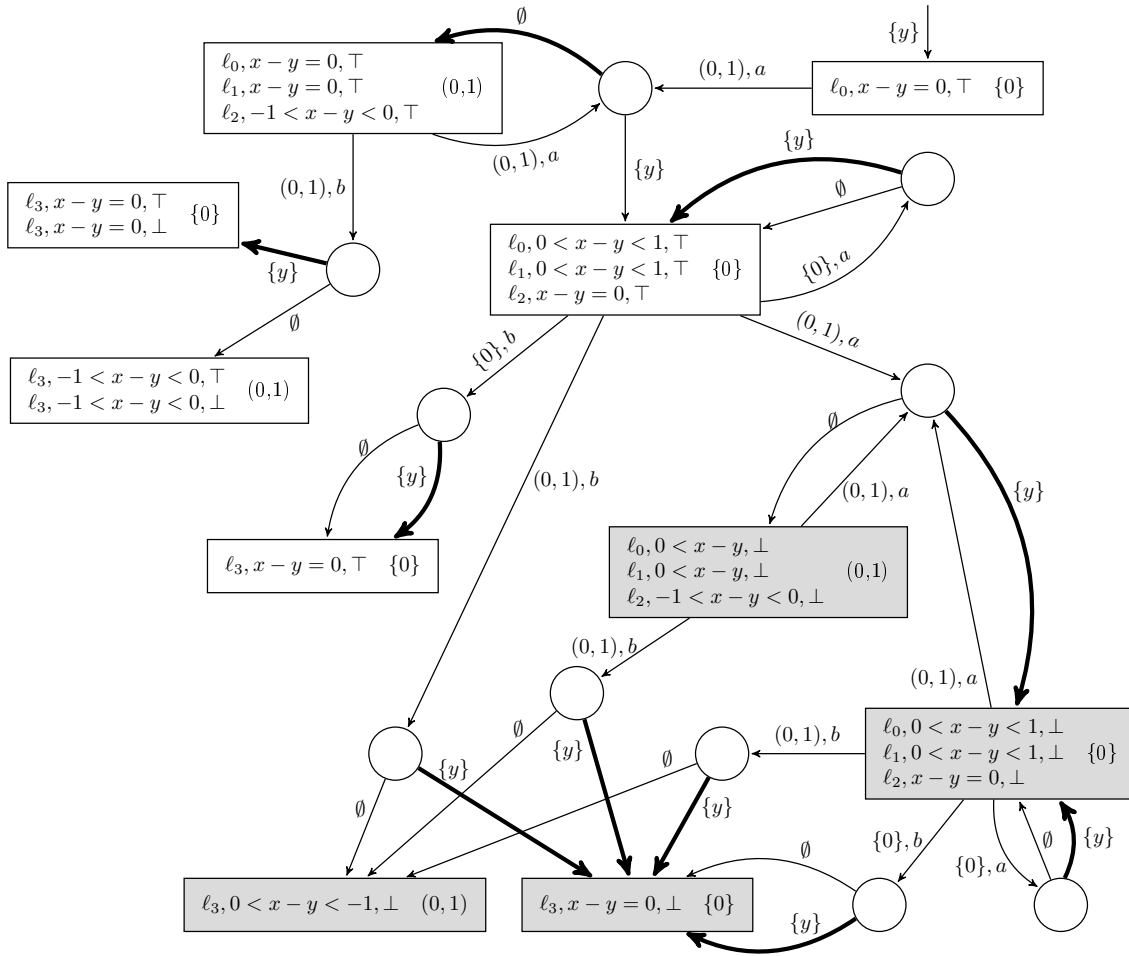 ∅
{y}
ℓ0, x − y = 0, ⊤
ℓ1, x − y = 0, ⊤ (0,1)
ℓ2, −1 < x − y < 0, ⊤
(0, 1), a
ℓ0, x − y = 0, ⊤ {0}
(0, 1), a
{y}
{y}
∅
(0, 1), b
ℓ3, x − y = 0, ⊤
ℓ3, x − y = 0, ⊥ {0}
{y}
∅
ℓ0, 0 < x − y < 1, ⊤
ℓ1, 0 < x − y < 1, ⊤ {0}
ℓ2, x − y = 0, ⊤
{0}, a
(0, 1), a
{0}, b
ℓ3, −1 < x − y < 0, ⊤
ℓ3, −1 < x − y < 0, ⊥ (0,1)
∅
{y}
(0, 1), b
∅
(0, 1), a
{y}
ℓ3, x − y = 0, ⊤ {0}
ℓ0, 0 < x − y, ⊥
ℓ1, 0 < x − y, ⊥ (0,1)
ℓ2, −1 < x − y < 0, ⊥
(0, 1), b
(0, 1), a
ℓ0, 0 < x − y < 1, ⊥
ℓ1, 0 < x − y < 1, ⊥ {0}
ℓ2, x − y = 0, ⊥
(0, 1), b
∅
{y}
{y}
∅
{y}
∅
{0}, b
{0}, a
∅
{y}
∅
{y}
ℓ3, 0 < x − y < −1, ⊥ (0, 1)
ℓ3, x − y = 0, ⊥ {0}